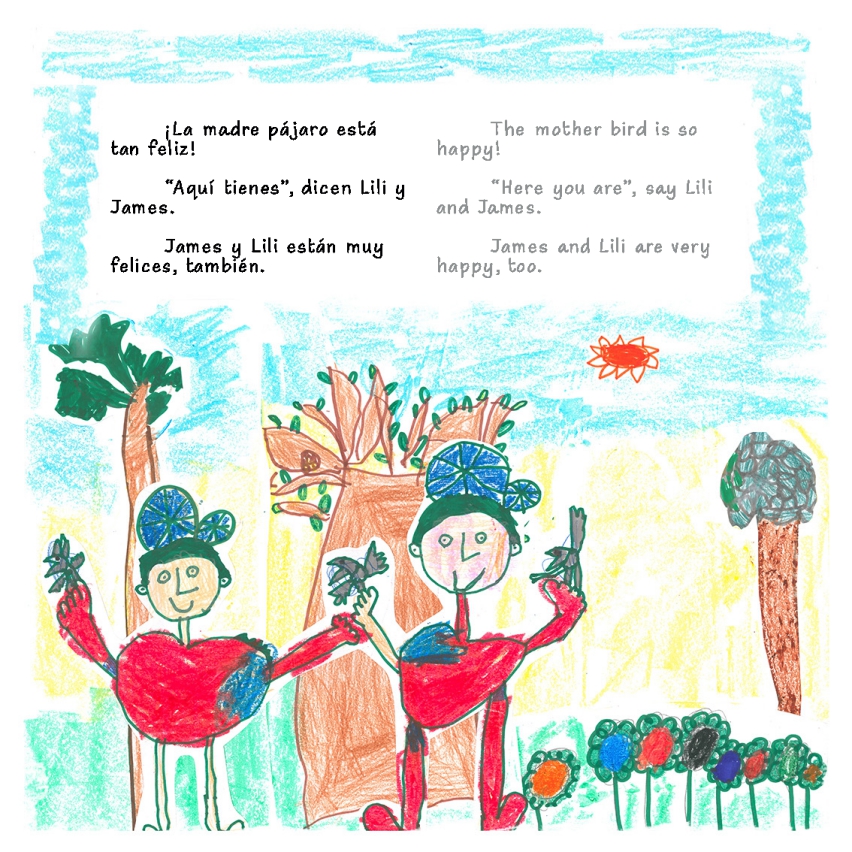 ¡La madre pájaro está
tan feliz!
“Aquí tienes”, dicen Lili y
James.
James y Lili están muy
felices, también.
The mother bird is so
happy!
“Here you are”, say Lili
and James.
James and Lili are very
happy, too.